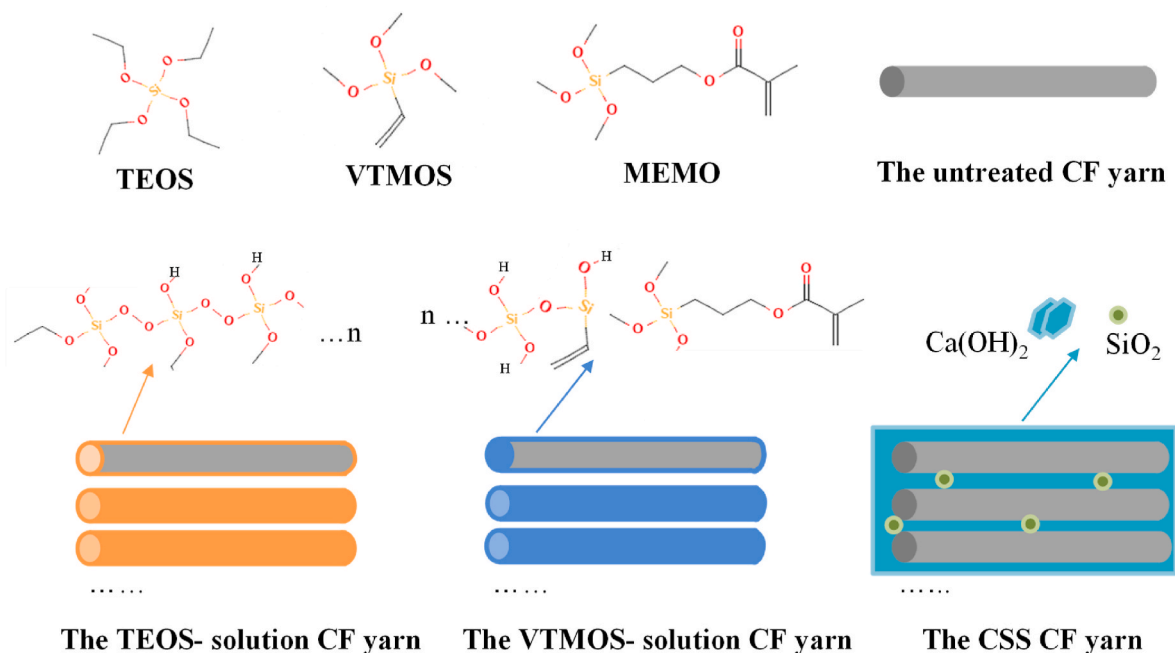 TEOS
VTMOS
MEMO
The untreated CF yarn
O
O
Si
O
O
O
Si
O
O
O
O
Si
O
O
O
O
H
H
O
O
O
O
O
O
Si
Si
Si
O
O
O
O
O
...n
n ...
H
H
O
O
O
Si
Si
O
O
H
O
O
O
Si
O
O
O
Ca(OH)2
SiO2
... ...
... ...
... ...
The TEOS- solution CF yarn
The VTMOS- solution CF yarn
The CSS CF yarn